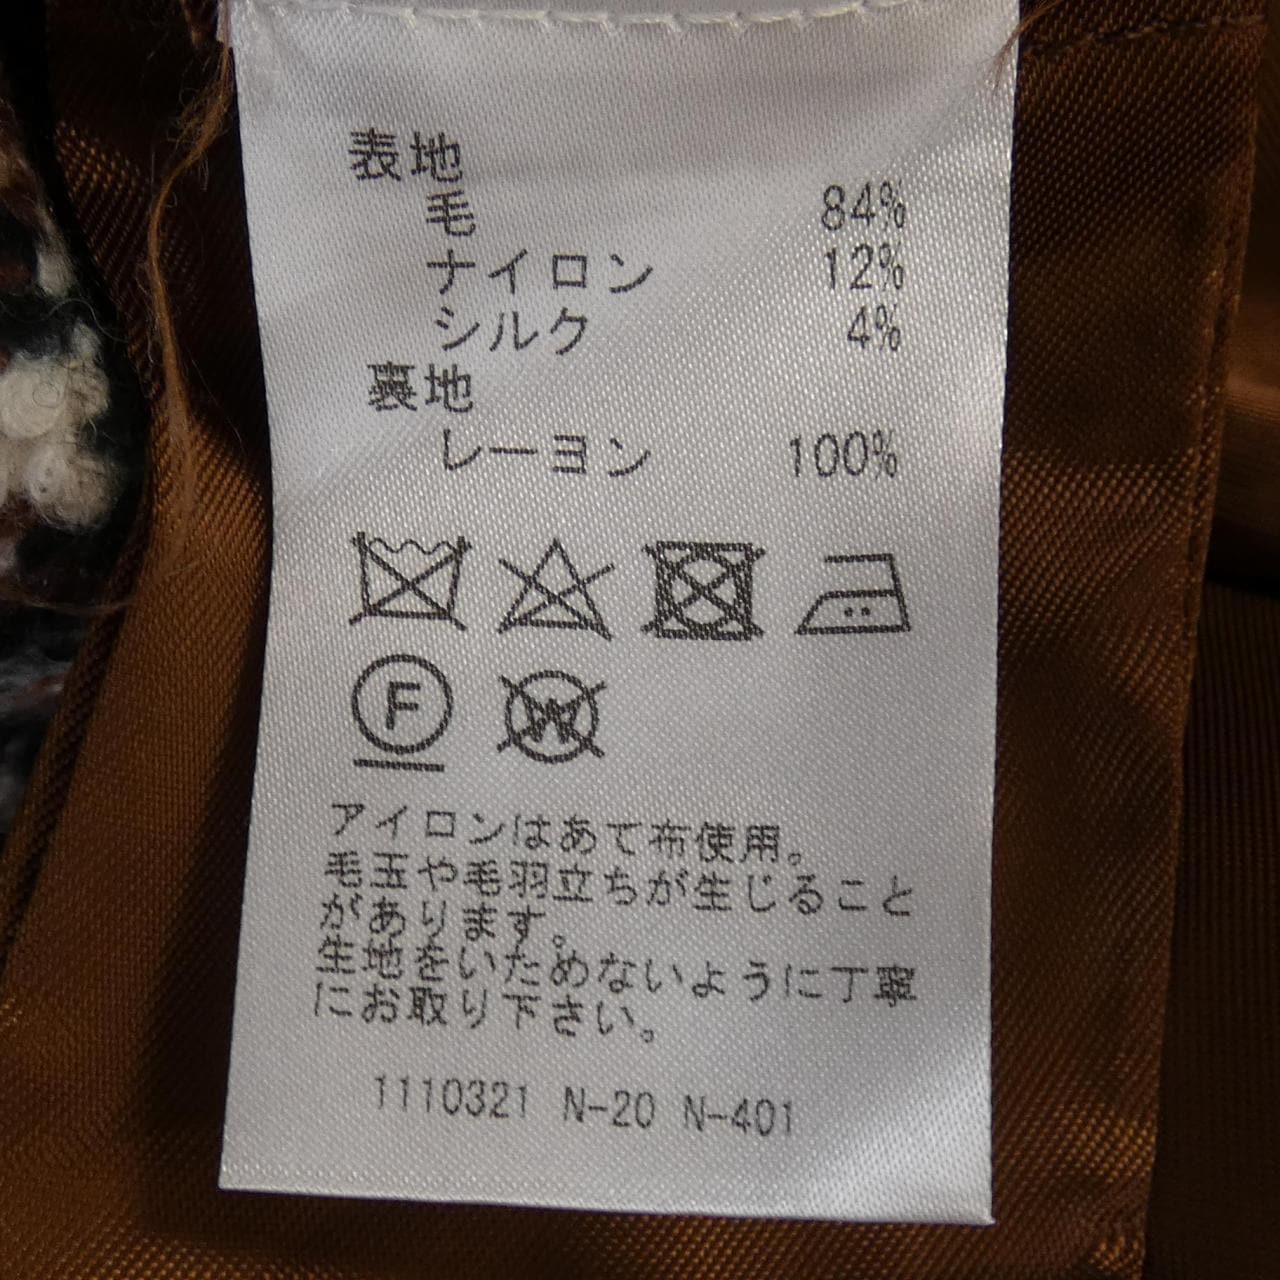 表地
毛 84%
ナイロン 12%
シルク 4%
裏地
レーヨン 100%
F
W
アイロンはあて布使用。
毛玉や毛羽立ちが生じること
があります。
生地をいためないように丁寧
にお取り下さい。
1110321 N-20 N-401